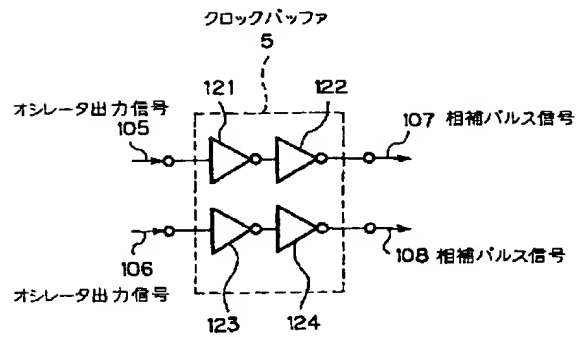 クロックバッファ
5
121
122
オシレータ出力信号
105
107 相補パルス信号
106
オシレータ出力信号
108 相補パルス信号
123
124